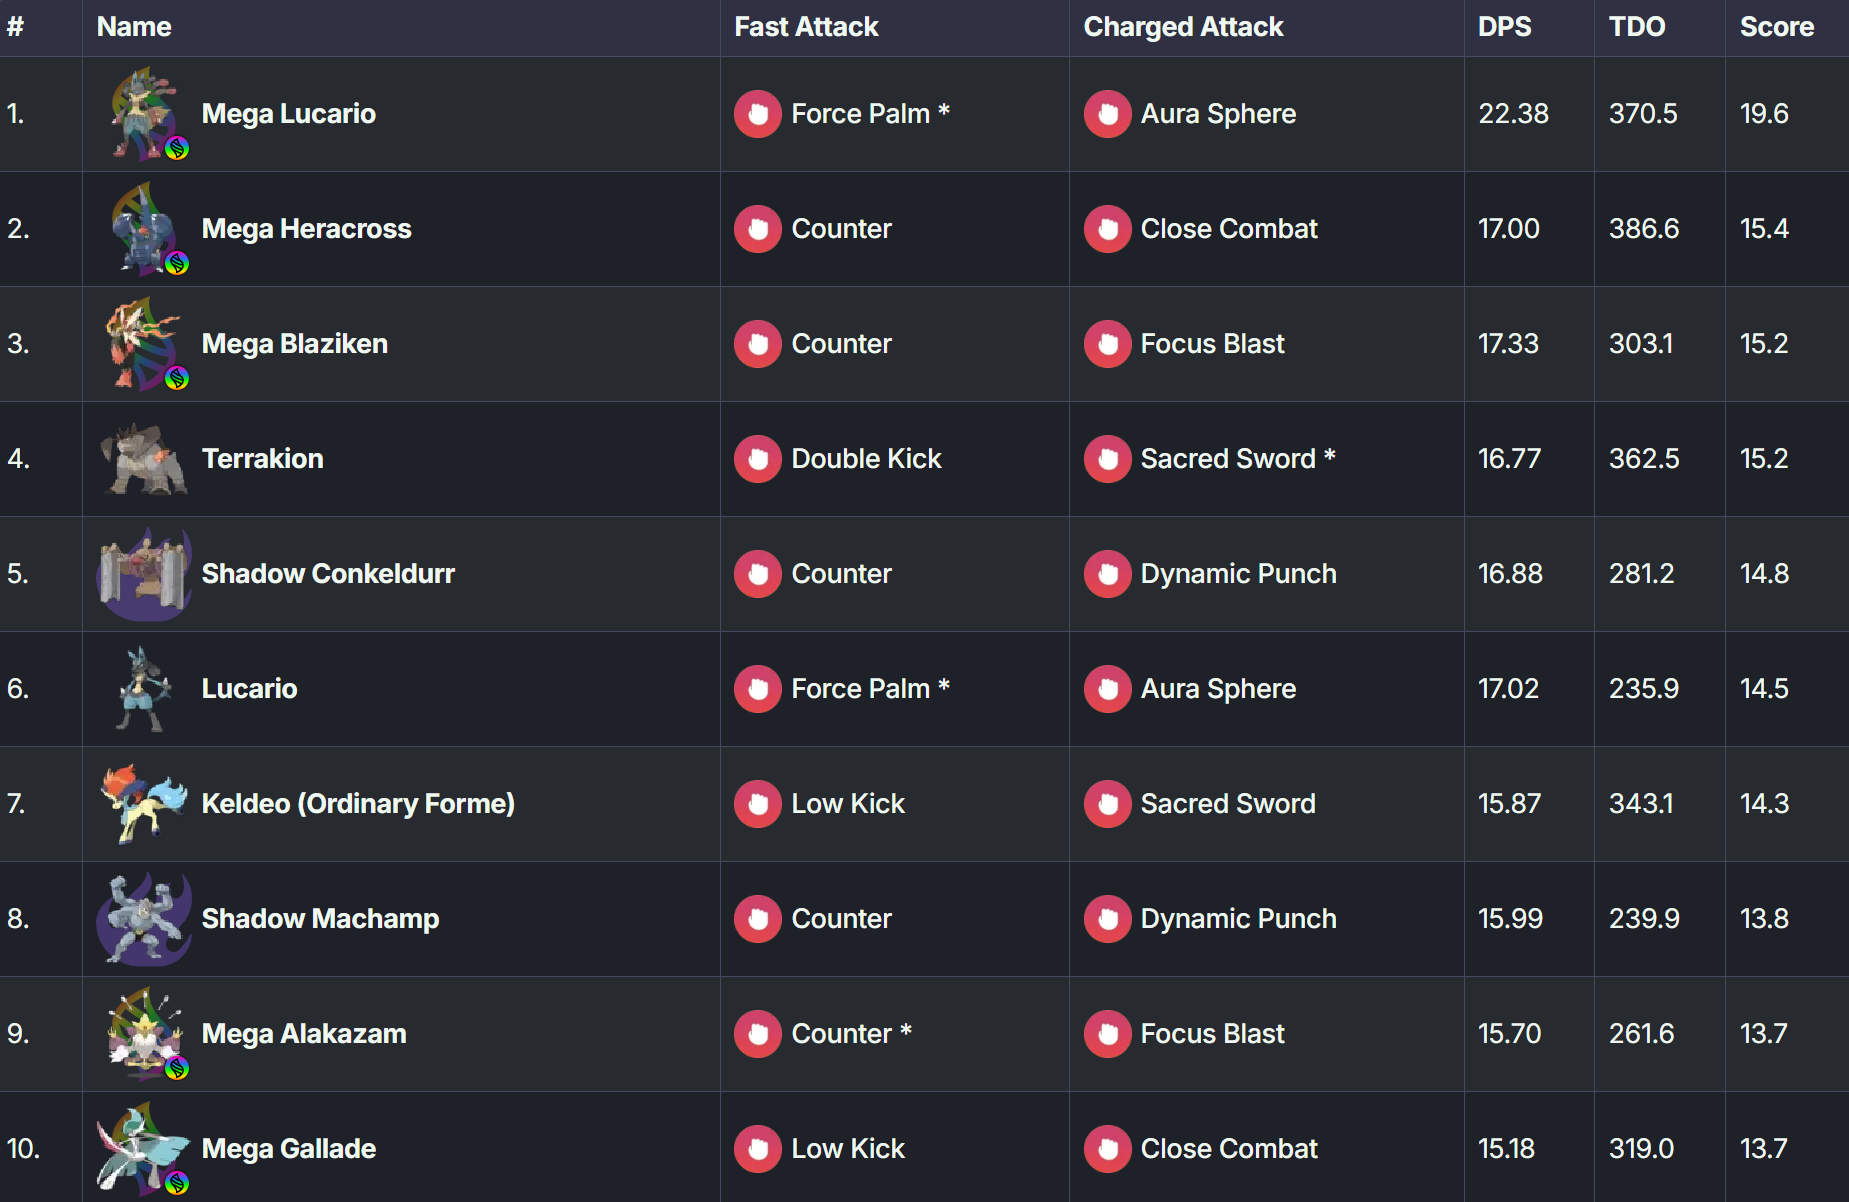 # Name Fast Attack Charged Attack DPS TDO Score
1. Mega Lucario Force Palm * Aura Sphere 22.38 370.5 19.6
2. Mega Heracross Counter Close Combat 17.00 386.6 15.4
3. Mega Blaziken Counter Focus Blast 17.33 303.1 15.2
4. Terrakion Double Kick Sacred Sword * 16.77 362.5 15.2
5. Shadow Conkeldurr Counter Dynamic Punch 16.88 281.2 14.8
6. Lucario Force Palm * Aura Sphere 17.02 235.9 14.5
7. Keldeo (Ordinary Forme) Low Kick Sacred Sword 15.87 343.1 14.3
8. Shadow Machamp Counter Dynamic Punch 15.99 239.9 13.8
9. Mega Alakazam Counter * Focus Blast 15.70 261.6 13.7
10. Mega Gallade Low Kick Close Combat 15.18 319.0 13.7